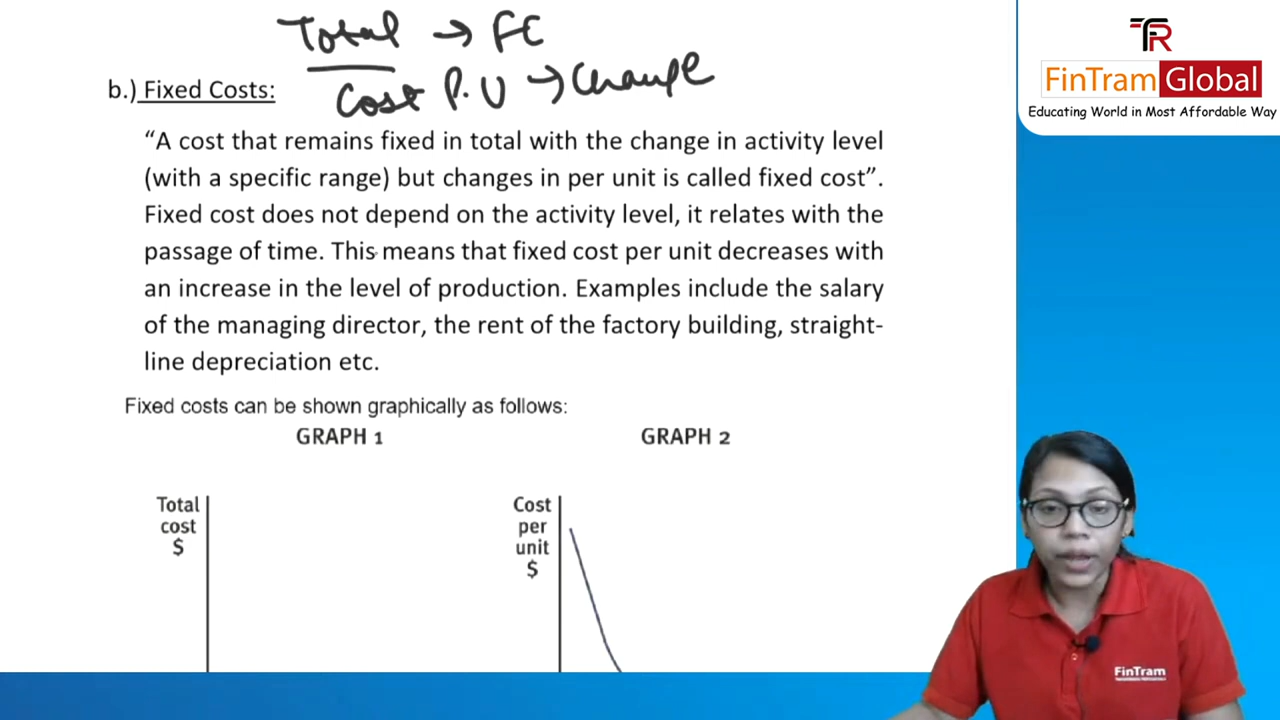 Total → FC
Cost P.U → Change
b.) Fixed Costs:
“A cost that remains fixed in total with the change in activity level
(with a specific range) but changes in per unit is called fixed cost”.
Fixed cost does not depend on the activity level, it relates with the
passage of time. This means that fixed cost per unit decreases with
an increase in the level of production. Examples include the salary
of the managing director, the rent of the factory building, straight-
line depreciation etc.
Fixed costs can be shown graphically as follows:
GRAPH 1
GRAPH 2
Total
cost
$
Cost
per
unit
$
TFR
FinTram Global
Educating World in Most Affordable Way
FinTram